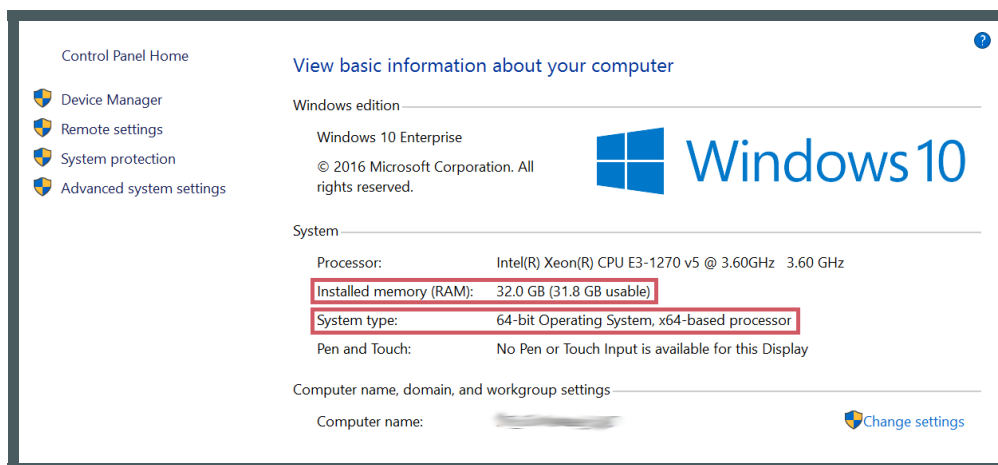 ?
Control Panel Home
Device Manager
Remote settings
System protection
Advanced system settings
View basic information about your computer
Windows edition
Windows 10 Enterprise
© 2016 Microsoft Corporation. All
rights reserved.
Windows 10
System
Processor: Intel(R) Xeon(R) CPU E3-1270 v5 @ 3.60GHz 3.60 GHz
Installed memory (RAM): 32.0 GB (31.8 GB usable)
System type: 64-bit Operating System, x64-based processor
Pen and Touch: No Pen or Touch Input is available for this Display
Computer name, domain, and workgroup settings
Computer name:
Change settings